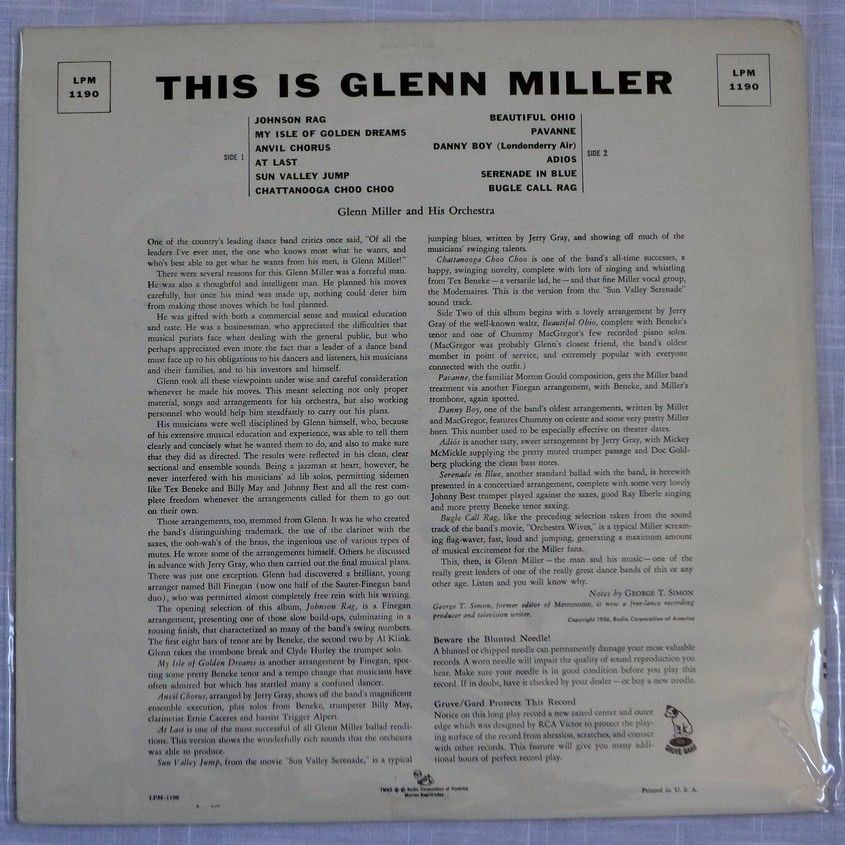 LPM
1190
THIS IS GLENN MILLER
LPM
1190
SIDE 1
JOHNSON RAG
MY ISLE OF GOLDEN DREAMS
ANVIL CHORUS
AT LAST
SUN VALLEY JUMP
CHATTANOOGA CHOO CHOO
BEAUTIFUL OHIO
PAVANNE
DANNY BOY (Londonderry Air)
ADIOS
SERENADE IN BLUE
BUGLE CALL RAG
SIDE 2
Glenn Miller and His Orchestra
One of the country's leading dance band critics once said, "Of all the
leaders I've ever met, the one who knows most what he wants, and
who's best able to get what he wants from his men, is Glenn Miller!"
There were several reasons for this. Glenn Miller was a forceful man.
He was also a thoughtful and intelligent man. He planned his moves
carefully, but once his mind was made up, nothing could deter him
from making those moves which he had planned.
He was gifted with both a commercial sense and musical education
and taste. He was a businessman, who appreciated the difficulties that
musical purists face when dealing with the general public, but who
perhaps appreciated even more the fact that a leader of a dance band
must face up to his obligations to his dancers and listeners, his musicians
and their families, and to his investors and himself.
Glenn took all these viewpoints under wise and careful consideration
whenever he made his moves. This meant selecting not only proper
material, songs and arrangements for his orchestra, but also working
personnel who would help him steadfastly to carry out his plans.
His musicians were well disciplined by Glenn himself, who, because
of his extensive musical education and experience, was able to tell them
clearly and concisely what he wanted them to do, and also to make sure
that they did as directed. The results were reflected in his clean, clear
sectional and ensemble sounds. Being a jazzman at heart, however, he
never interfered with his musicians' ad lib solos, permitting sidemen
like Tex Beneke and Billy May and Johnny Best and all the rest com-
plete freedom whenever the arrangements called for them to go out
on their own.
Those arrangements, too, stemmed from Glenn. It was he who created
the band's distinguishing trademark, the use of the clarinet with the
saxes, the ooh-wah's of the brass, the ingenious use of various types of
mutes. He wrote some of the arrangements himself. Others he discussed
in advance with Jerry Gray, who then carried out the final musical plans.
There was just one exception. Glenn had discovered a brilliant, young
arranger named Bill Finegan (now one half of the Sauter-Finegan band
duo), who was permitted almost completely free rein with his writing.
The opening selection of this album, Johnson Rag, is a Finegan
arrangement, presenting one of those slow build-ups, culminating in a
rousing finish, that characterized so many of the band's swing numbers.
The first eight bars of tenor are by Beneke, the second two by Al Klink.
Glenn takes the trombone break and Clyde Hurley the trumpet solo.
My Isle of Golden Dreams is another arrangement by Finegan, spot-
ting some pretty Beneke tenor and a tempo change that musicians have
often admired but which has startled many a confused dancer.
Anvil Chorus, arranged by Jerry Gray, shows off the band's magnificent
ensemble execution, plus solos from Beneke, trumpeter Billy May,
clarinetist Ernie Caceres and bassist Trigger Alpert.
At Last is one of the most successful of all Glenn Miller ballad rendi-
tions. This version shows the wonderfully rich sounds that the orchestra
was able to produce.
Sun Valley Jump, from the movie "Sun Valley Serenade," is a typical
jumping blues, written by Jerry Gray, and showing off much of the
musicians' swinging talents.
Chattanooga Choo Choo is one of the band's all-time successes, a
happy, swinging novelty, complete with lots of singing and whistling
from Tex Beneke—a versatile lad, he—and that fine Miller vocal group,
the Modernaires. This is the version from the "Sun Valley Serenade"
sound track.
Side Two of this album begins with a lovely arrangement by Jerry
Gray of the well-known waltz, Beautiful Ohio, complete with Beneke's
tenor and one of Chummy MacGregor's few recorded piano solos.
(MacGregor was probably Glenn's closest friend, the band's oldest
member in point of service, and extremely popular with everyone
connected with the outfit.)
Pavanne, the familiar Morton Gould composition, gets the Miller band
treatment via another Finegan arrangement, with Beneke, and Miller's
trombone, again spotted.
Danny Boy, one of the band's oldest arrangements, written by Miller
and MacGregor, features Chummy on celeste and some very pretty Miller
horn. This number used to be especially effective on theater dates.
Adiós is another tasty, sweet arrangement by Jerry Gray, with Mickey
McMickle supplying the pretty muted trumpet passage and Doc Gold-
berg plucking the clean bass notes.
Serenade in Blue, another standard ballad with the band, is herewith
presented in a concertized arrangement, complete with some very lovely
Johnny Best trumpet played against the saxes, good Ray Eberle singing
and more pretty Beneke tenor saxing.
Bugle Call Rag, like the preceding selection taken from the sound
track of the band's movie, "Orchestra Wives," is a typical Miller scream-
ing flag-waver, fast, loud and jumping, generating a maximum amount
of musical excitement for the Miller fans.
This, then, is Glenn Miller—the man and his music—one of the
really great leaders of one of the really great dance bands of this or any
other age. Listen and you will know why.
Notes by GEORGE T. SIMON
George T. Simon, former editor of Metronome, is now a free-lance recording
producer and television writer.
Copyright 1956, Radio Corporation of America
Beware the Blunted Needle!
A blunted or chipped needle can permanently damage your most valuable
records. A worn needle will impair the quality of sound reproduction you
hear. Make sure your needle is in good condition before you play this
record. If in doubt, have it checked by your dealer—or buy a new needle.
Gruve/Gard Protects This Record
Notice on this long play record a new raised center and outer
edge which was designed by RCA Victor to protect the play-
ing surface of the record from abrasion, scratches, and contact
with other records. This feature will give you many addi-
tional hours of perfect record play.
GRUVE/GARD
LPM-1190
TMKS ® © Radio Corporation of America
Marcas Registradas
Printed in U. S. A.